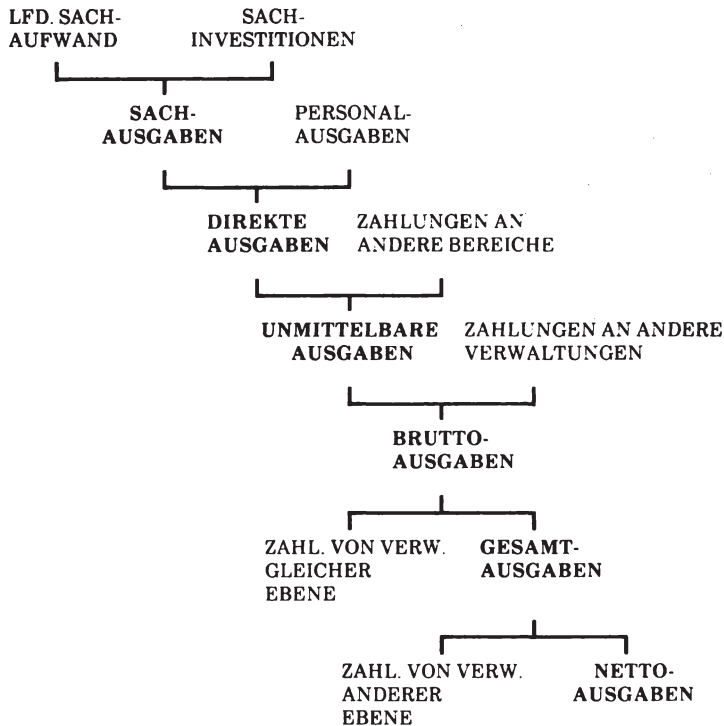 LFD. SACH-
AUFWAND
SACH-
INVESTITIONEN
SACH-
AUSGABEN
PERSONAL-
AUSGABEN
DIREKTE
AUSGABEN
ZAHLUNGEN AN
ANDERE BEREICHE
UNMITTELBARE
AUSGABEN
ZAHLUNGEN AN ANDERE
VERWALTUNGEN
BRUTTO-
AUSGABEN
ZAHL. VON VERW.
GLEICHER
EBENE
GESAMT-
AUSGABEN
ZAHL. VON VERW.
ANDERER
EBENE
NETTO-
AUSGABEN